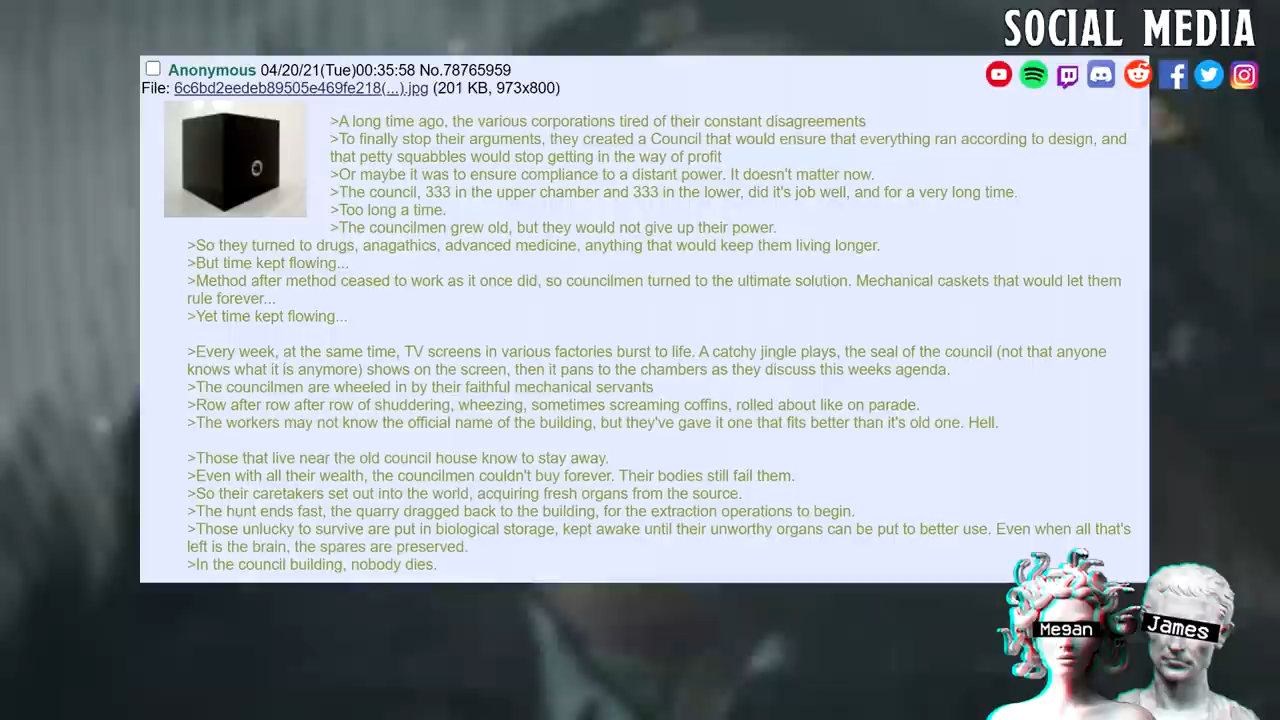 SOCIAL MEDIA
Anonymous 04/20/21(Tue)00:35:58 No.78765959
File: 6c6bd2eedeb89505e469fe218(...).jpg (201 KB, 973x800)
>A long time ago, the various corporations tired of their constant disagreements
>To finally stop their arguments, they created a Council that would ensure that everything ran according to design, and
that petty squabbles would stop getting in the way of profit
>Or maybe it was to ensure compliance to a distant power. It doesn't matter now.
>The council, 333 in the upper chamber and 333 in the lower, did it's job well, and for a very long time.
>Too long a time.
>The councilmen grew old, but they would not give up their power.
>So they turned to drugs, anagathics, advanced medicine, anything that would keep them living longer.
>But time kept flowing...
>Method after method ceased to work as it once did, so councilmen turned to the ultimate solution. Mechanical caskets that would let them
rule forever...
>Yet time kept flowing...
>Every week, at the same time, TV screens in various factories burst to life. A catchy jingle plays, the seal of the council (not that anyone
knows what it is anymore) shows on the screen, then it pans to the chambers as they discuss this weeks agenda.
>The councilmen are wheeled in by their faithful mechanical servants
>Row after row after row of shuddering, wheezing, sometimes screaming coffins, rolled about like on parade.
>The workers may not know the official name of the building, but they've gave it one that fits better than it's old one. Hell.
>Those that live near the old council house know to stay away.
>Even with all their wealth, the councilmen couldn't buy forever. Their bodies still fail them.
>So their caretakers set out into the world, acquiring fresh organs from the source.
>The hunt ends fast, the quarry dragged back to the building, for the extraction operations to begin.
>Those unlucky to survive are put in biological storage, kept awake until their unworthy organs can be put to better use. Even when all that's
left is the brain, the spares are preserved.
>In the council building, nobody dies.
Megan
James